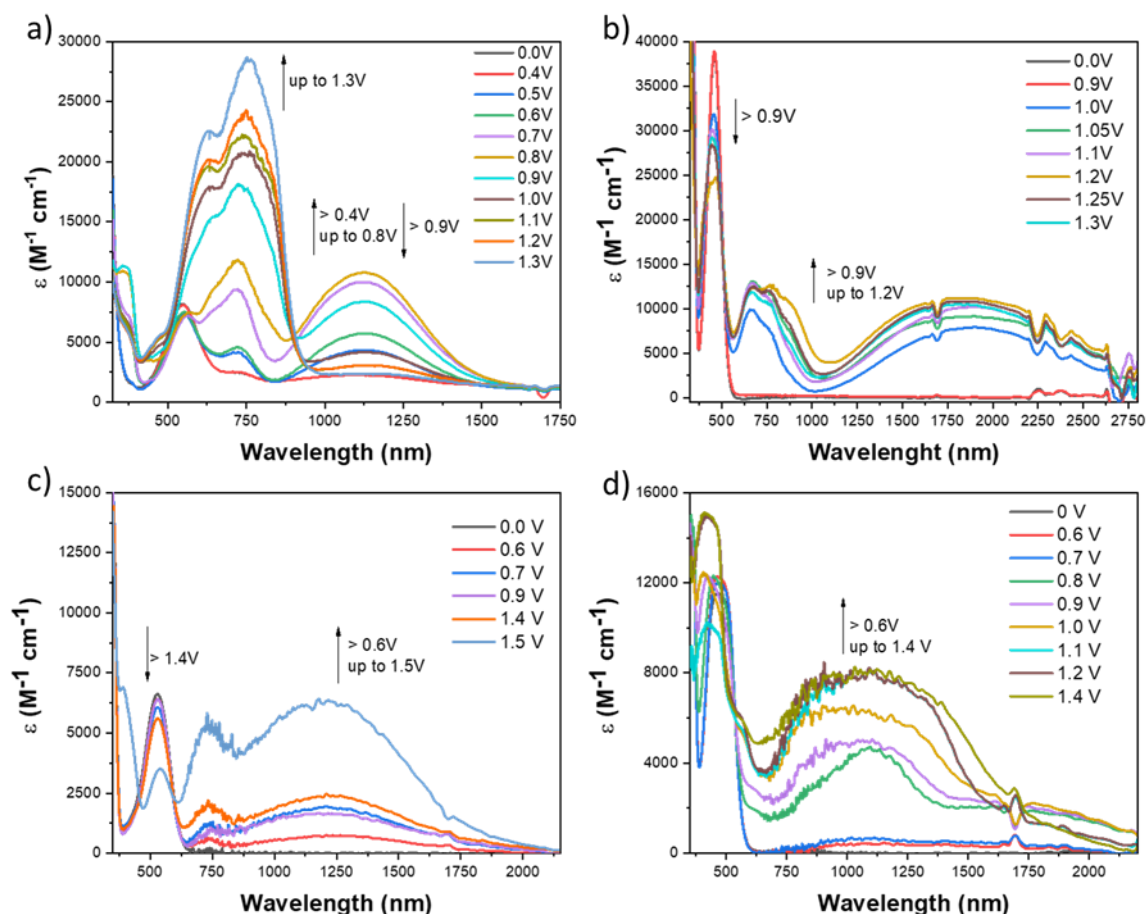 a)
30000
25000
20000
15000
10000
5000
0
ε (M⁻¹ cm⁻¹)
500
750
1000
1250
1500
1750
Wavelength (nm)
up to 1.3V
> 0.4V
up to 0.8V
> 0.9V
0.0V
0.4V
0.5V
0.6V
0.7V
0.8V
0.9V
1.0V
1.1V
1.2V
1.3V
b)
40000
35000
30000
25000
20000
15000
10000
5000
0
ε (M⁻¹ cm⁻¹)
500
750
1000
1250
1500
1750
2000
2250
2500
2750
Wavelenght (nm)
> 0.9V
> 0.9V
up to 1.2V
0.0V
0.9V
1.0V
1.05V
1.1V
1.2V
1.25V
1.3V
c)
15000
12500
10000
7500
5000
2500
0
ε (M⁻¹ cm⁻¹)
500
750
1000
1250
1500
1750
2000
Wavelength (nm)
> 1.4V
> 0.6V
up to 1.5V
0.0 V
0.6 V
0.7 V
0.9 V
1.4 V
1.5 V
d)
16000
12000
8000
4000
0
ε (M⁻¹ cm⁻¹)
500
750
1000
1250
1500
1750
2000
Wavelength (nm)
> 0.6V
up to 1.4 V
0 V
0.6 V
0.7 V
0.8 V
0.9 V
1.0 V
1.1 V
1.2 V
1.4 V